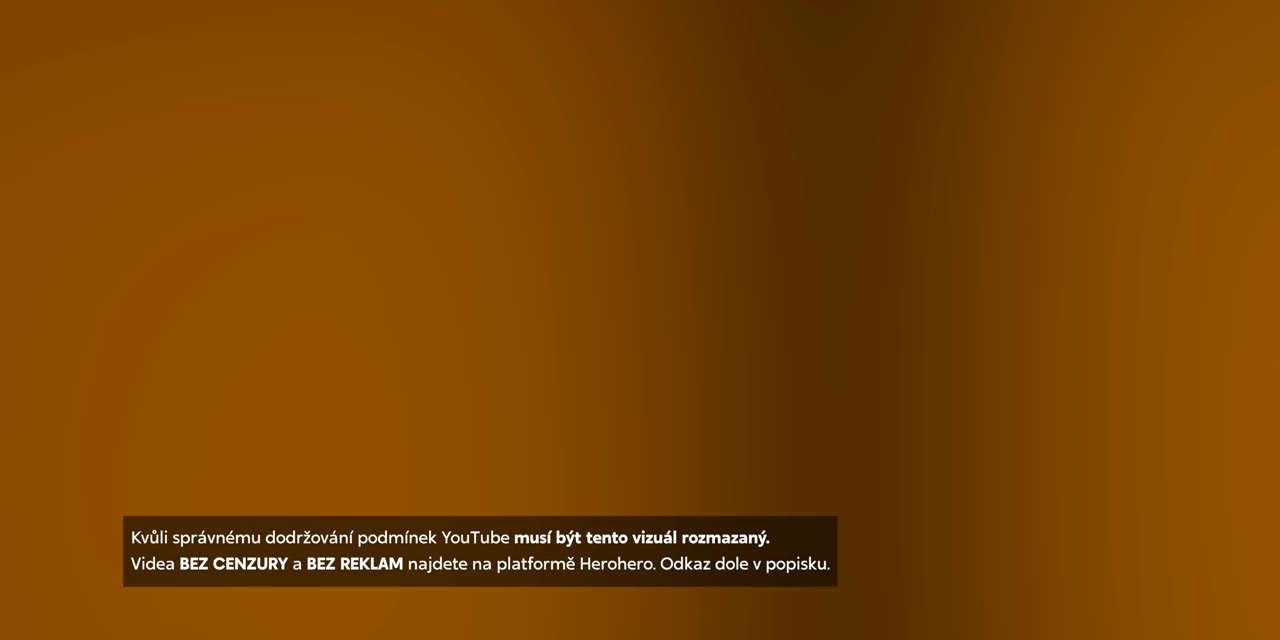 Kvůli správnému dodržování podmínek YouTube musí být tento vizuál rozmazaný.
Videa BEZ CENZURY a BEZ REKLAM najdete na platformě Herohero. Odkaz dole v popisku.